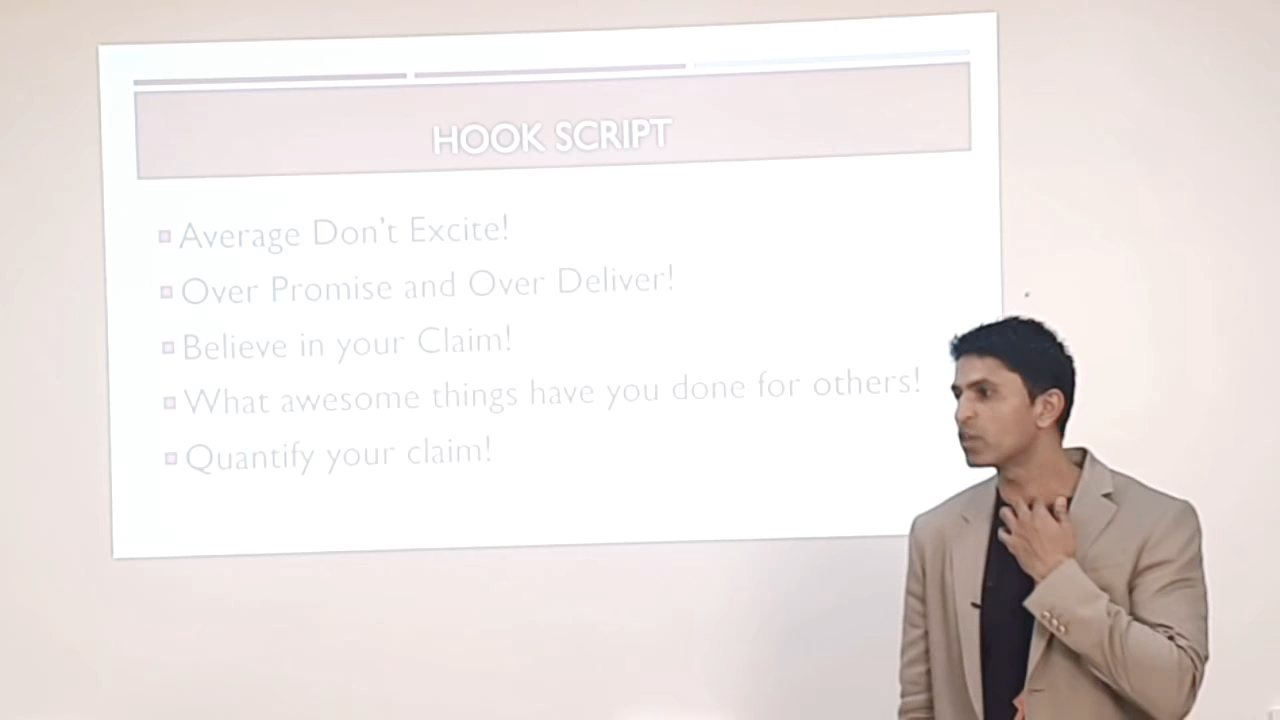 HOOK SCRIPT
Average Don't Excite!
Over Promise and Over Deliver!
Believe in your Claim!
What awesome things have you done for others!
Quantify your claim!